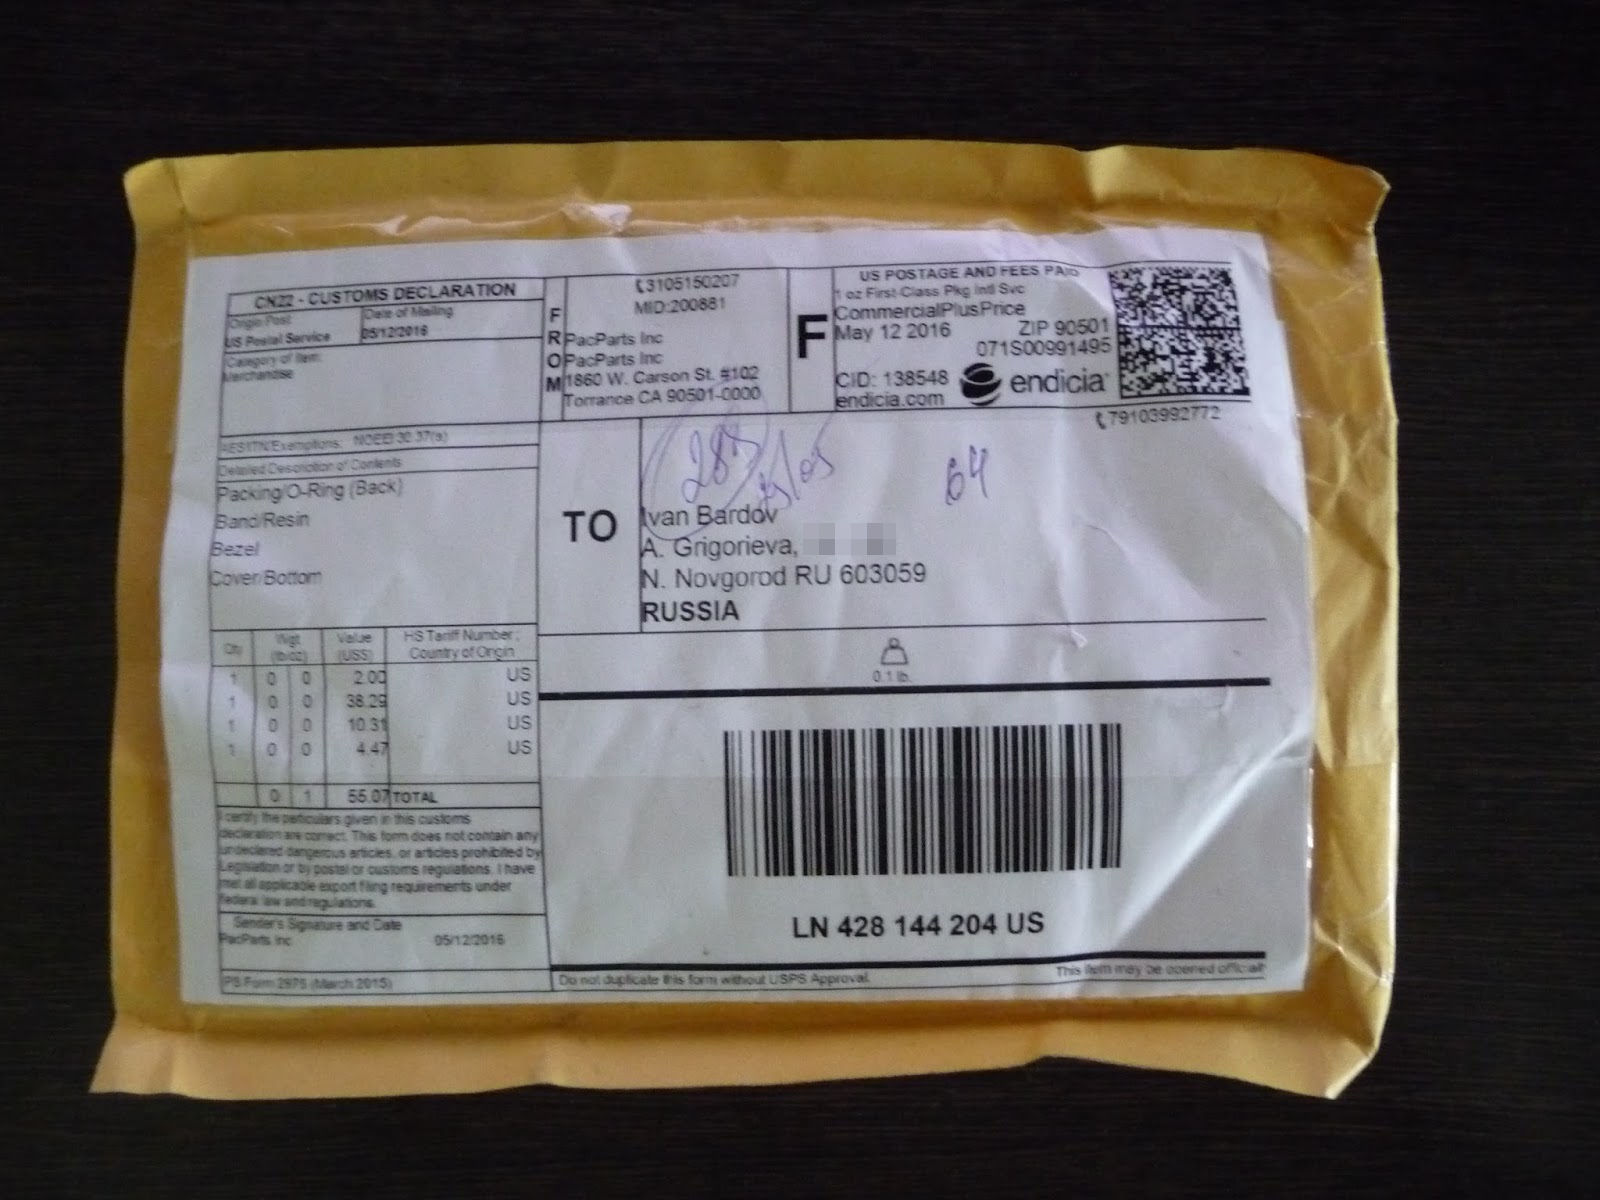 CN22 - CUSTOMS DECLARATION
Origin Post
US Postal Service
Date of Mailing
05/12/2016
Category of Item:
Merchandise
AES/ITN/Exemptions: NOEEI 30.37(a)
Detailed Description of Contents
Packing/O-Ring (Back)
Band/Resin
Bezel
Cover/Bottom
Qty Wgt (lb/oz) Value (US$) HS Tariff Number; Country of Origin
1 0 0 2.00 US
1 0 0 38.29 US
1 0 0 10.31 US
1 0 0 4.47 US
0 1 55.07 TOTAL
I certify the particulars given in this customs
declaration are correct. This form does not contain any
undeclared dangerous articles, or articles prohibited by
Legislation or by postal or customs regulations. I have
met all applicable export filing requirements under
federal law and regulations.
Sender's Signature and Date
PacParts Inc 05/12/2016
PS Form 2976 (March 2015)
FROM
3105150207
MID:200881
PacParts Inc
PacParts Inc
1860 W. Carson St. #102
Torrance CA 90501-0000
F
US POSTAGE AND FEES PAID
1 oz First-Class Pkg Intl Svc
CommercialPlusPrice
May 12 2016 ZIP 90501
071S00991495
CID: 138548
endicia.com
endicia
79103992772
64
TO
Ivan Bardov
A. Grigorieva,
N. Novgorod RU 603059
RUSSIA
0.1 lb.
LN 428 144 204 US
Do not duplicate this form without USPS Approval.
This item may be opened officiall